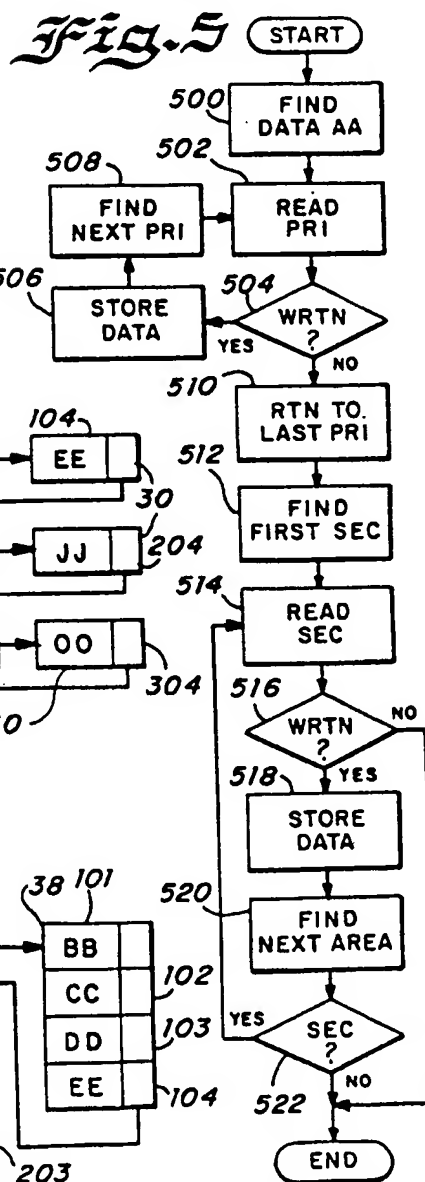 Fig. 5
START
500
FIND
DATA AA
508
502
FIND
NEXT PRI
READ
PRI
506
504
STORE
DATA
YES
WRTN
?
NO
510
RTN TO.
LAST PRI
104
EE
30
512
FIND
FIRST SEC
JJ
204
514
READ
SEC
OO
304
516
WRTN
?
NO
YES
518
STORE
DATA
520
FIND
NEXT AREA
38
101
BB
CC
102
DD
103
EE
104
YES
SEC
?
522
NO
203
END